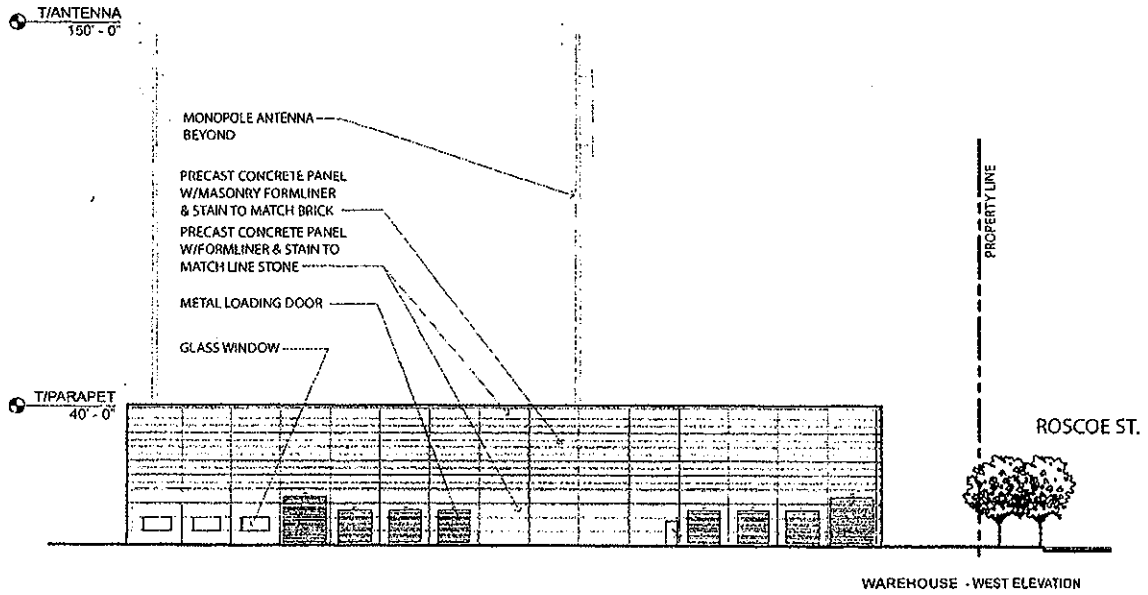 T/ANTENNA
150' - 0"
MONOPOLE ANTENNA
BEYOND
PRECAST CONCRETE PANEL
W/MASONRY FORMLINER
& STAIN TO MATCH BRICK
PRECAST CONCRETE PANEL
W/FORMLINER & STAIN TO
MATCH LINE STONE
METAL LOADING DOOR
GLASS WINDOW
T/PARAPET
40' - 0"
PROPERTY LINE
ROSCOE ST.
WAREHOUSE - WEST ELEVATION